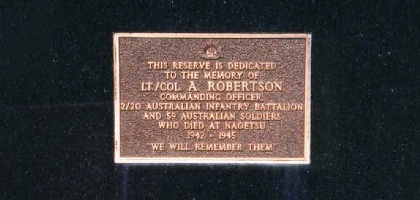 THIS RESERVE IS DEDICATED
TO THE MEMORY OF
LT./COL A. ROBERTSON
COMMANDING OFFICER
2/20 AUSTRALIAN INFANTRY BATTALION
AND 59 AUSTRALIAN SOLDIERS
WHO DIED AT NAOETSU
1942 - 1945
"WE WILL REMEMBER THEM"